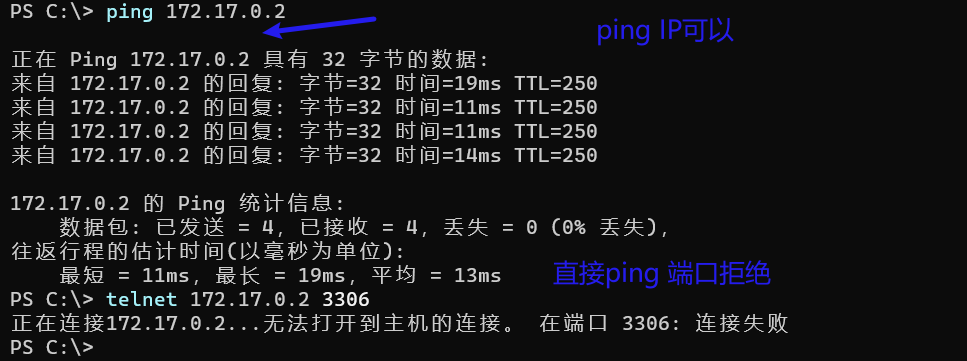 PS C:\> ping 172.17.0.2
ping IP可以
正在 Ping 172.17.0.2 具有 32 字节的数据:
来自 172.17.0.2 的回复: 字节=32 时间=19ms TTL=250
来自 172.17.0.2 的回复: 字节=32 时间=11ms TTL=250
来自 172.17.0.2 的回复: 字节=32 时间=11ms TTL=250
来自 172.17.0.2 的回复: 字节=32 时间=14ms TTL=250
172.17.0.2 的 Ping 统计信息:
数据包: 已发送 = 4, 已接收 = 4, 丢失 = 0 (0% 丢失),
往返行程的估计时间(以毫秒为单位):
最短 = 11ms, 最长 = 19ms, 平均 = 13ms
直接ping 端口拒绝
PS C:\> telnet 172.17.0.2 3306
正在连接172.17.0.2...无法打开到主机的连接。 在端口 3306: 连接失败
PS C:\>